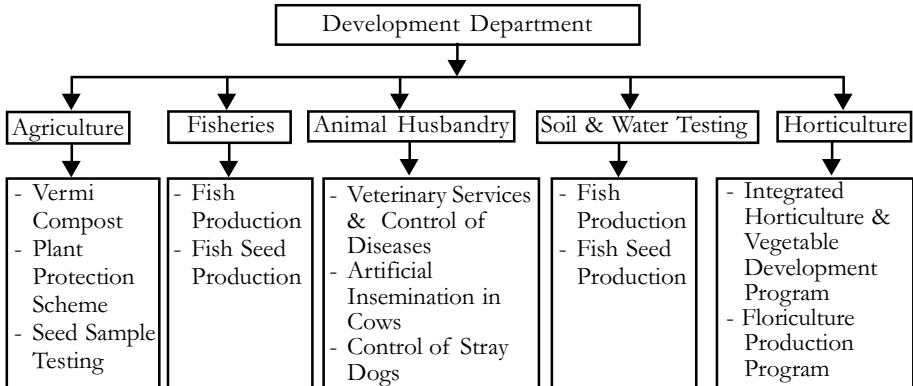 Development Department
Agriculture
Fisheries
Animal Husbandry
Soil & Water Testing
Horticulture
- Vermi
Compost
- Plant
Protection
Scheme
- Seed Sample
Testing
- Fish
Production
- Fish Seed
Production
- Veterinary Services
& Control of
Diseases
- Artificial
Insemination in
Cows
- Control of Stray
Dogs
- Fish
Production
- Fish Seed
Production
- Integrated
Horticulture &
Vegetable
Development
Program
- Floriculture
Production
Program